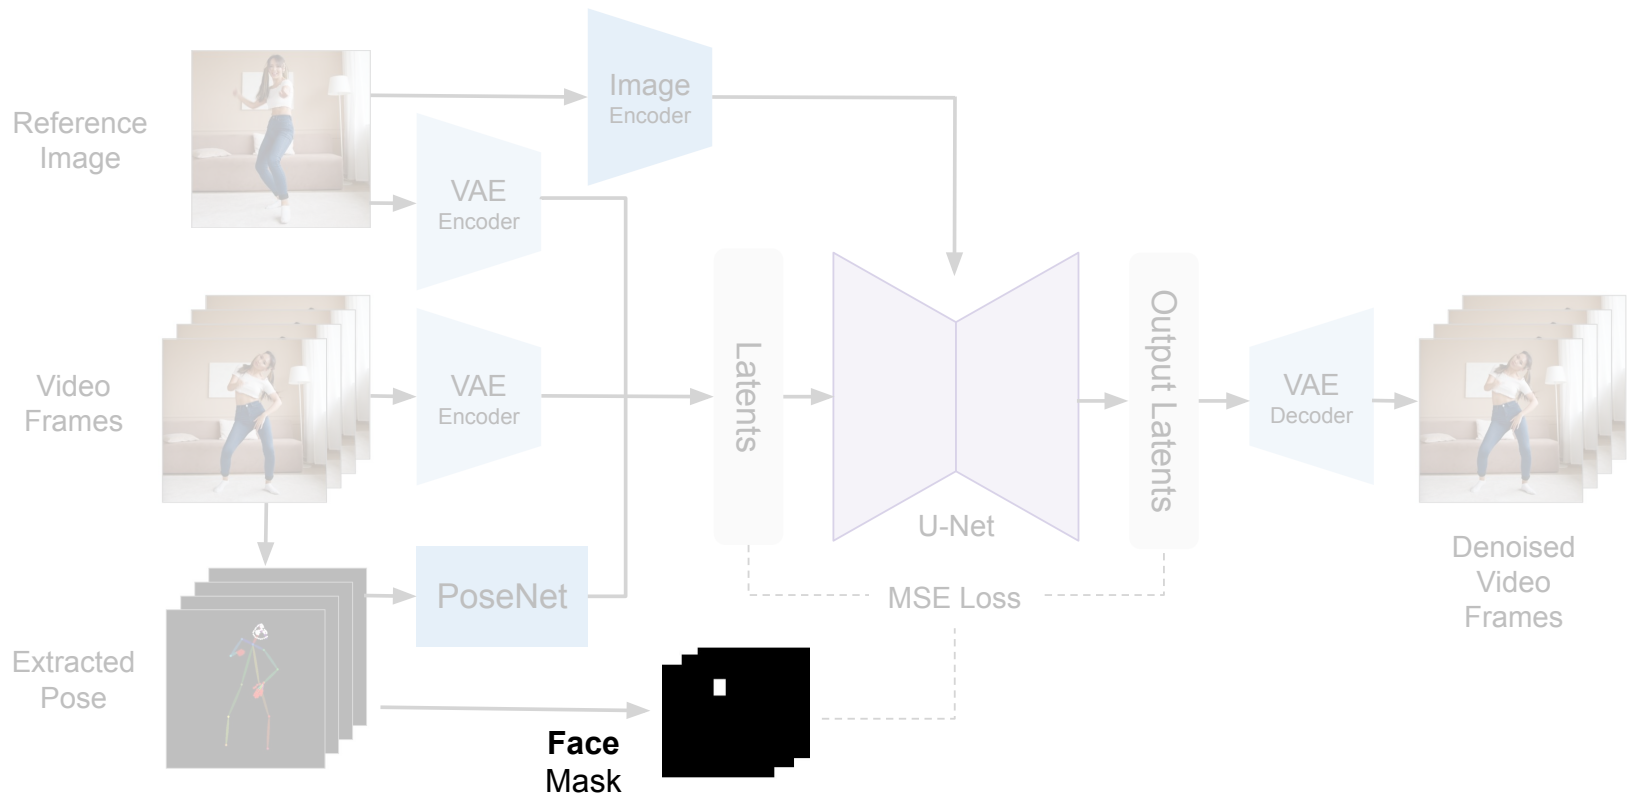 Reference
Image
Image
Encoder
VAE
Encoder
Video
Frames
VAE
Encoder
Latents
U-Net
Output Latents
VAE
Decoder
Denoised
Video
Frames
PoseNet
MSE Loss
Extracted
Pose
Face
Mask